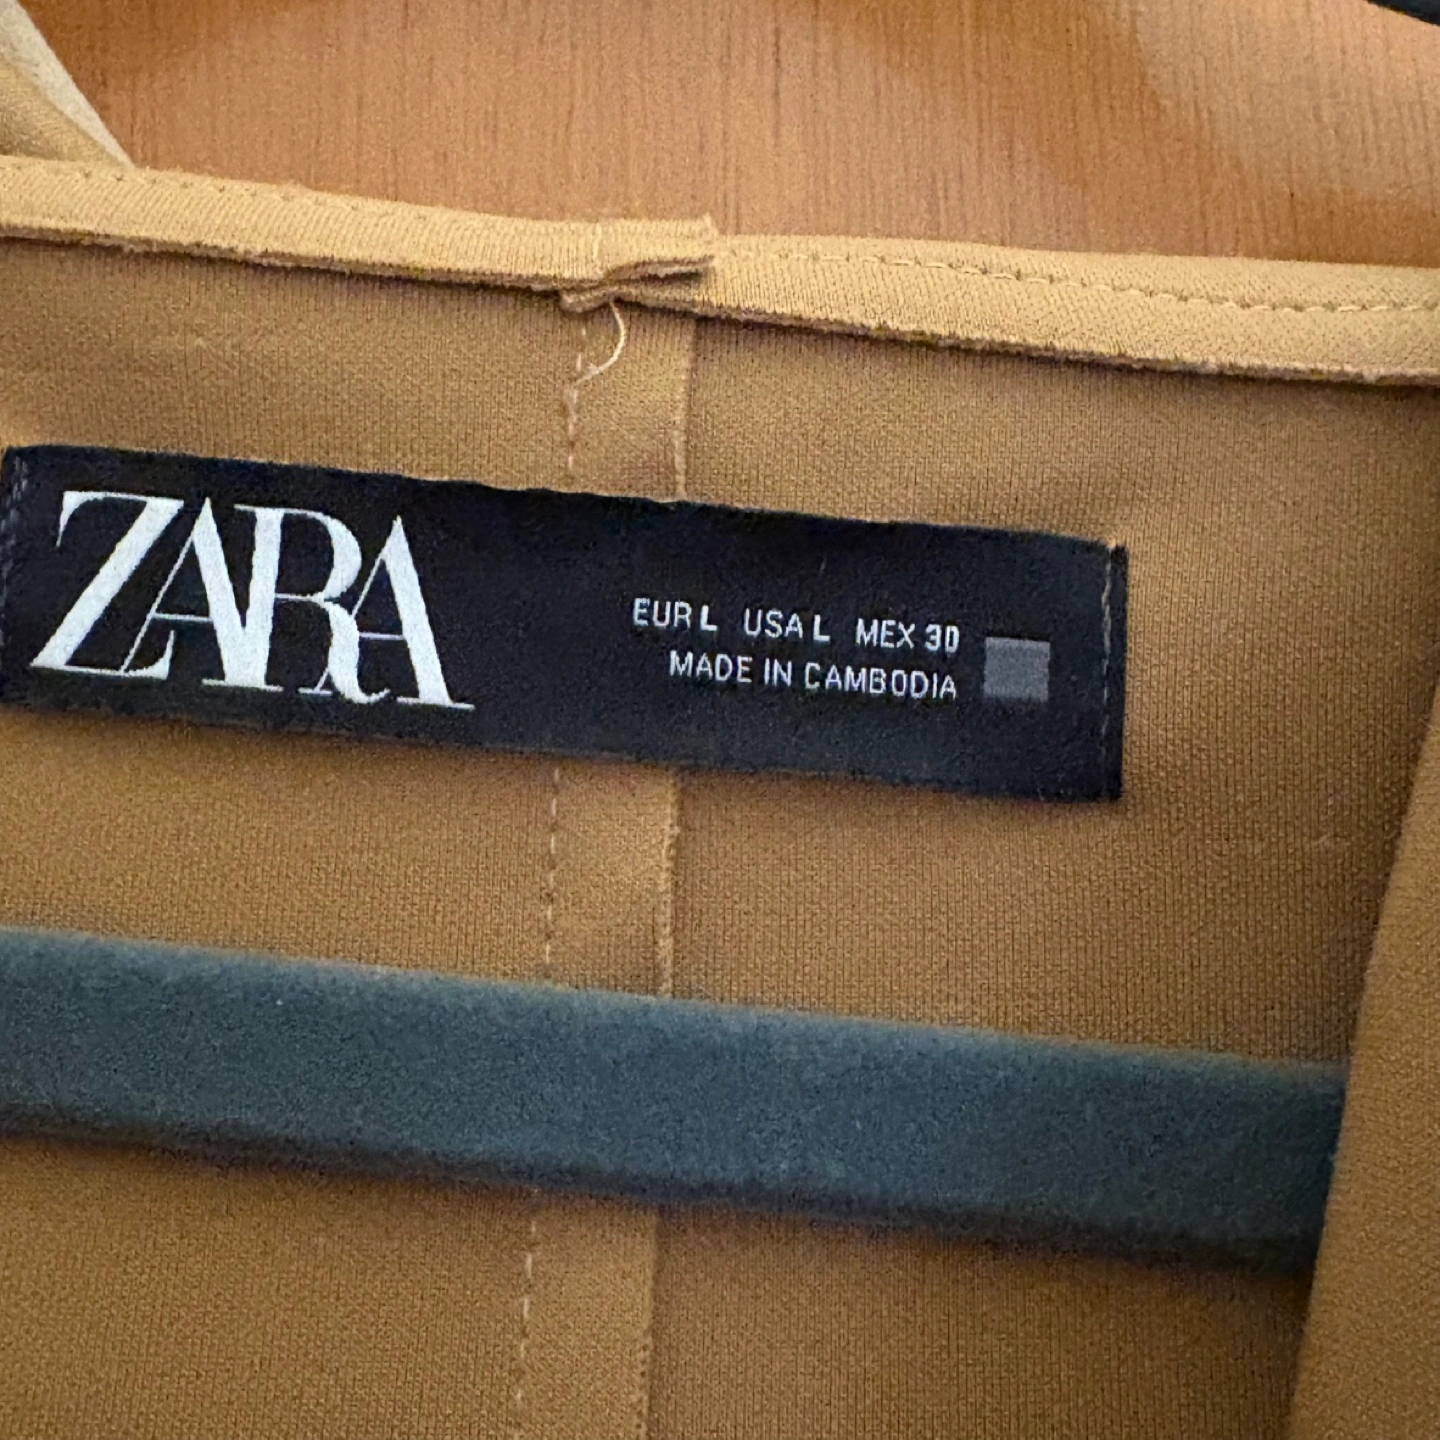 ZARA
EUR L USA L MEX 30
MADE IN CAMBODIA